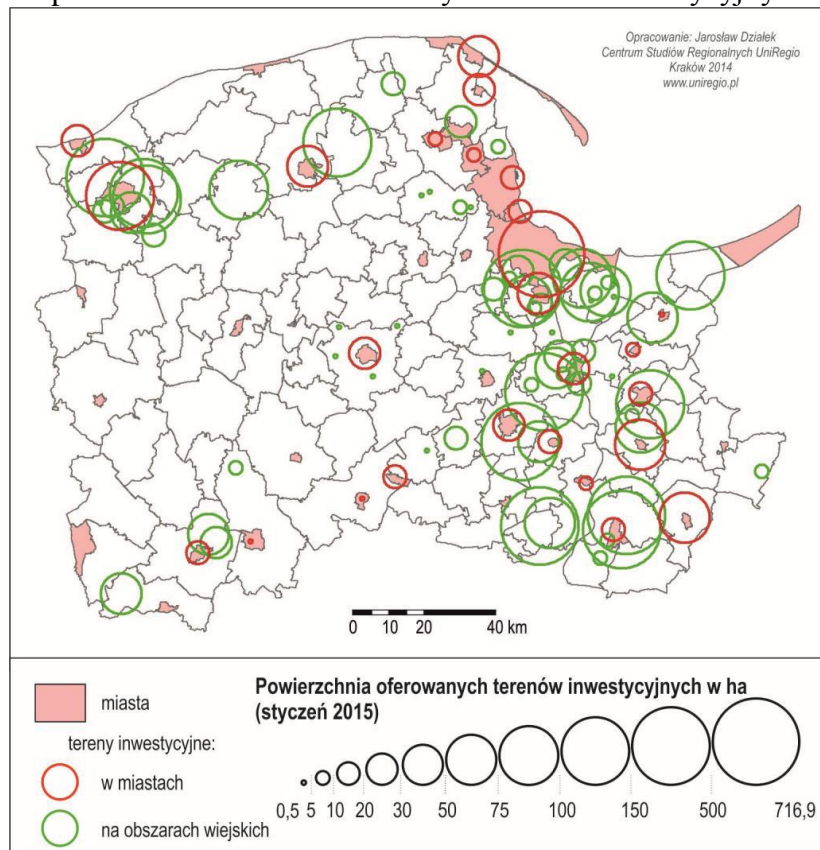 Opracowanie: Jarosław Działek
Centrum Studiów Regionalnych UniRegio
Kraków 2014
www.uniregio.pl
0 10 20 40 km
Powierzchnia oferowanych terenów inwestycyjnych w ha
(styczeń 2015)
miasta
tereny inwestycyjne:
w miastach
na obszarach wiejskich
0,5 5 10 20 30 50 75 100 150 500 716,9